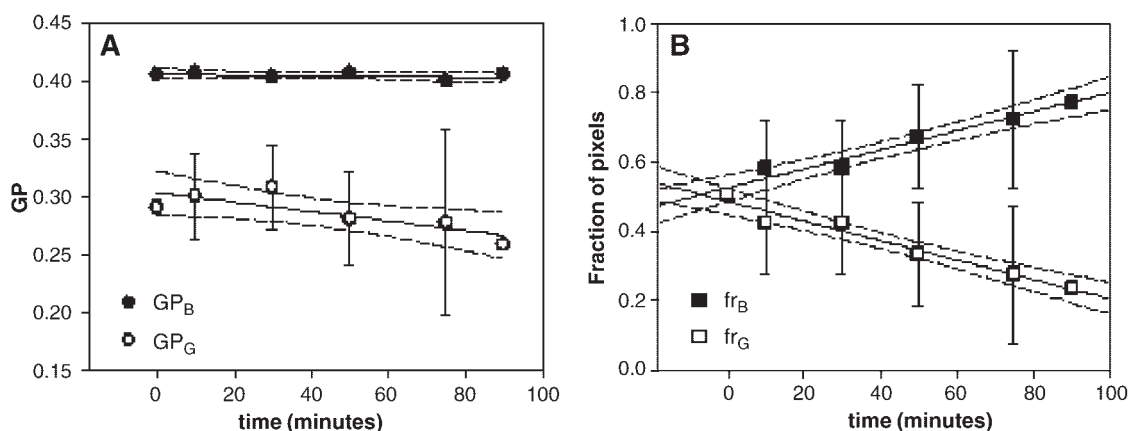 A
GP
0.45
0.40
0.35
0.30
0.25
0.20
0.15
GP_B
GP_G
0 20 40 60 80 100
time (minutes)
B
Fraction of pixels
1.0
0.8
0.6
0.4
0.2
0.0
fr_B
fr_G
0 20 40 60 80 100
time (minutes)